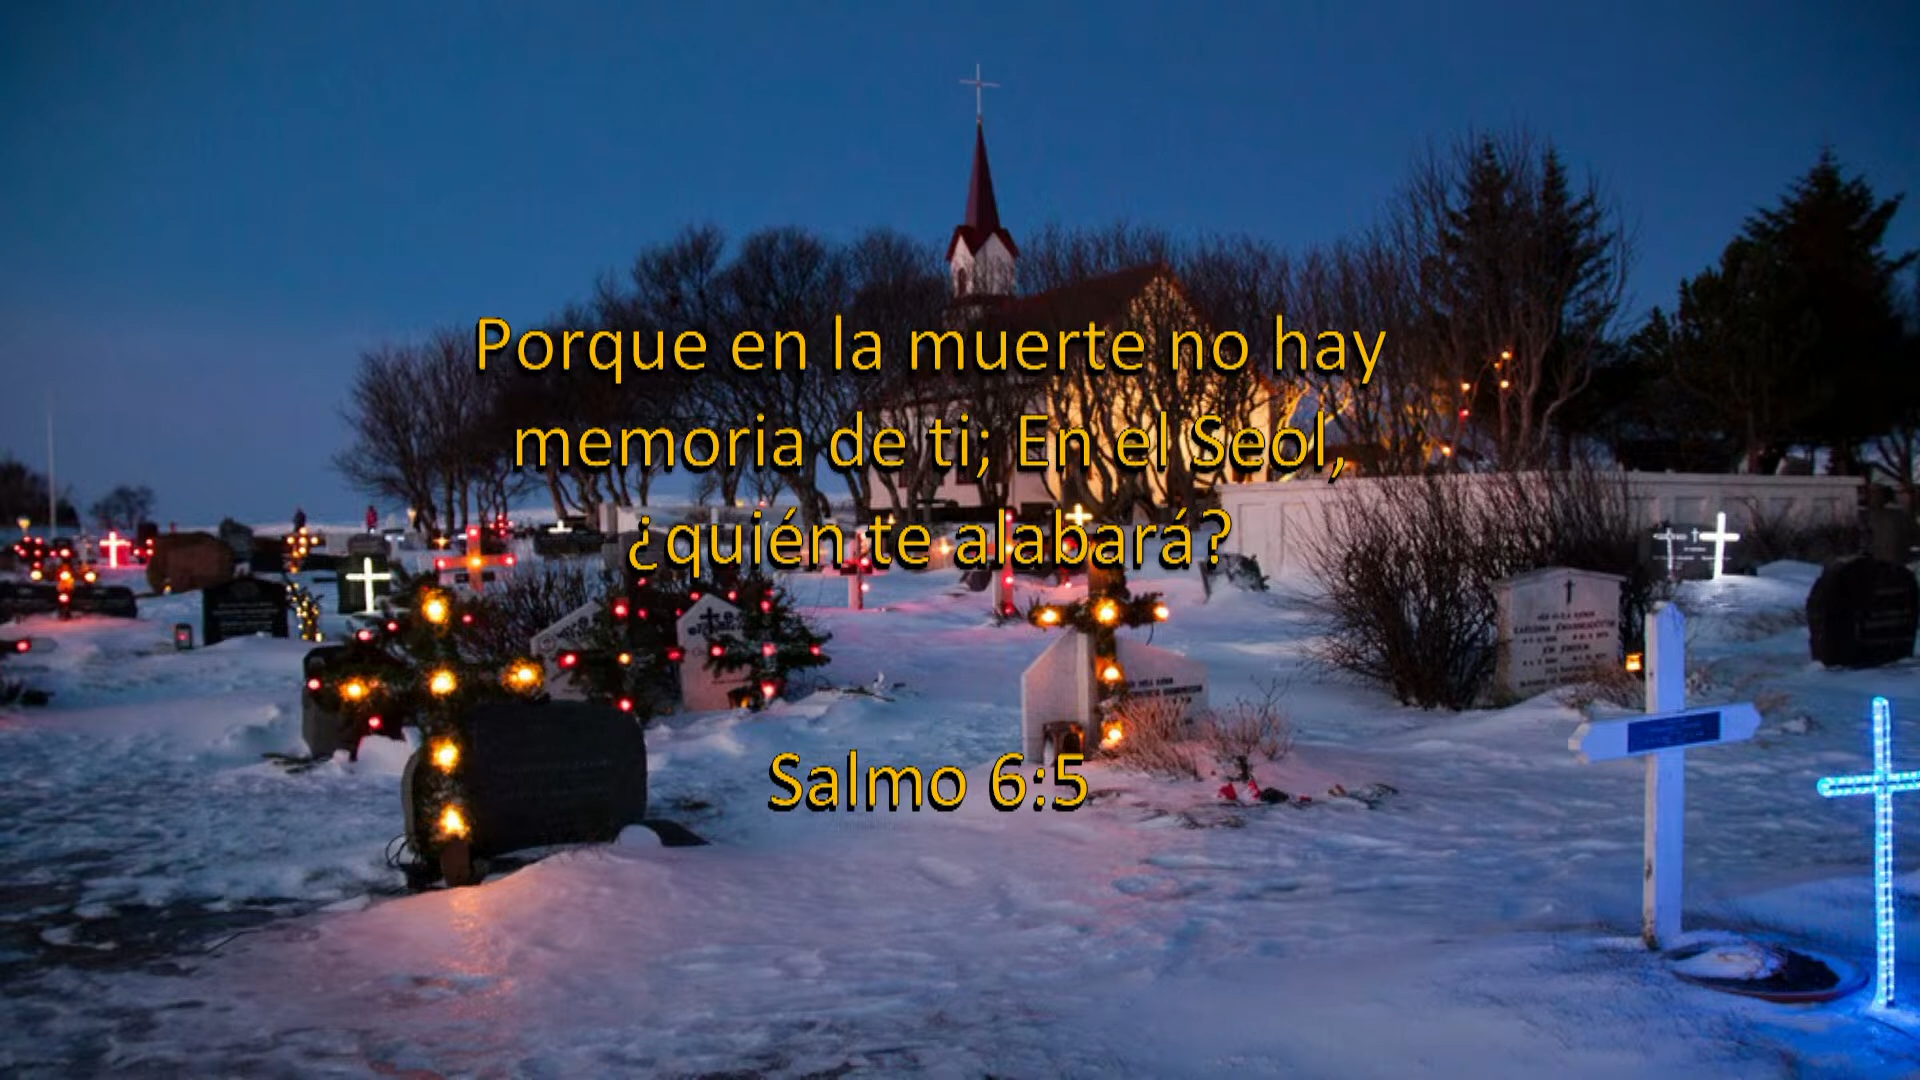 Porque en la muerte no hay
memoria de ti; En el Seol,
¿quién te alabará?
Salmo 6:5